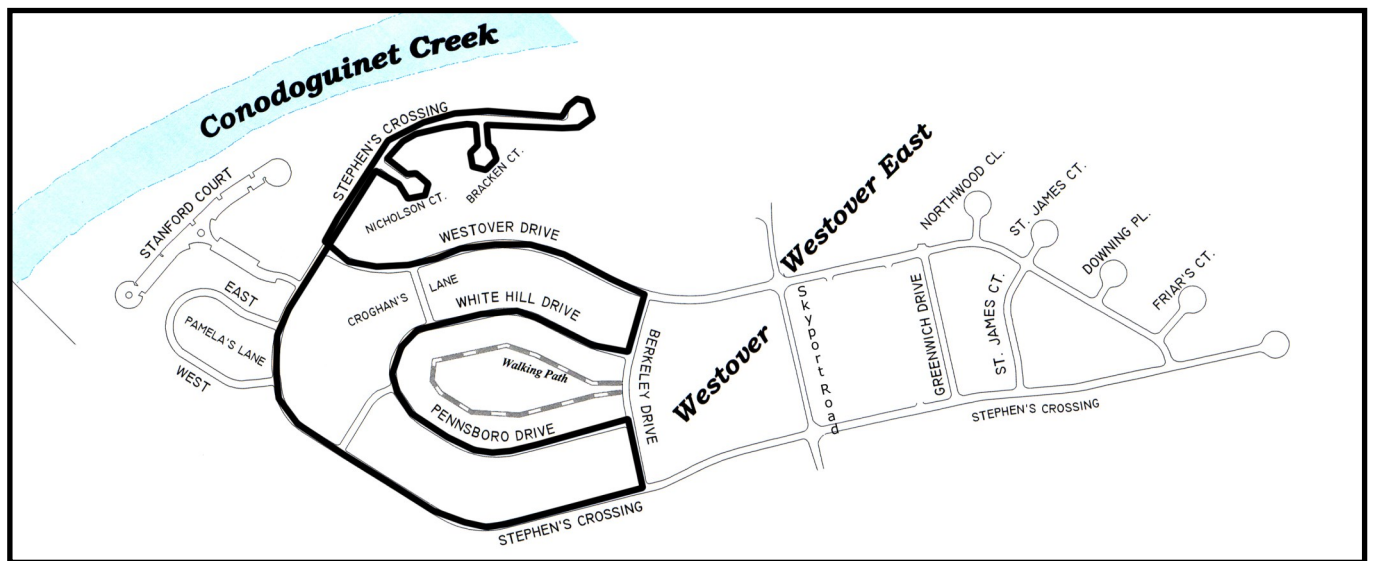 Conodoguinet Creek
STEPHEN'S CROSSING
STANFORD COURT
NICHOLSON CT.
BRACKEN CT.
WESTOVER DRIVE
EAST
PAMELA'S LANE
WEST
CROGHAN'S
LANE
WHITE HILL DRIVE
Walking Path
PENNSBORO DRIVE
BERKELEY DRIVE
STEPHEN'S CROSSING
Westover
Westover East
Skyport Road
GREENWICH DRIVE
NORTHWOOD CL.
ST. JAMES CT.
ST. JAMES CT.
DOWNING PL.
FRIAR'S CT.
STEPHEN'S CROSSING